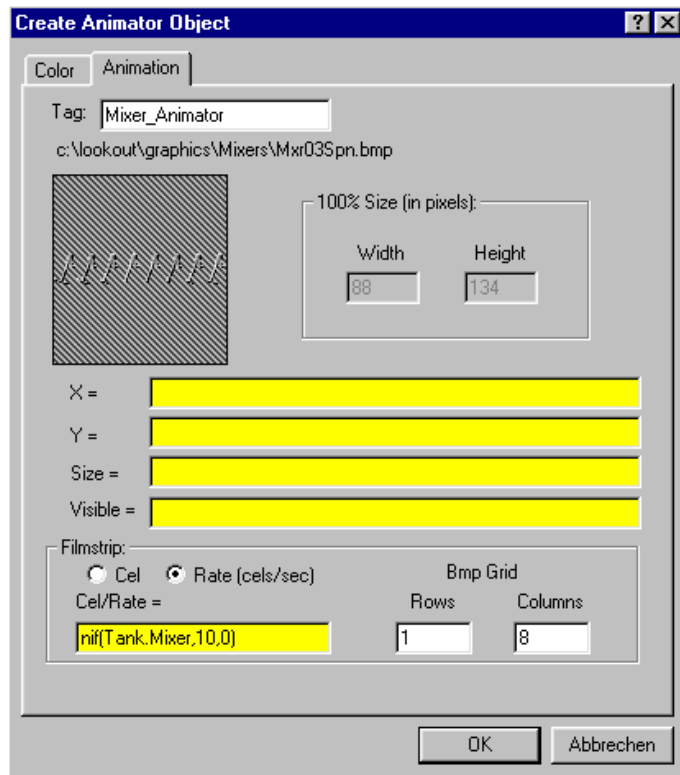 Create Animator Object
Color Animation
Tag: Mixer_Animator
c:\lookout\graphics\Mixers\Mxr03Spn.bmp
100% Size (in pixels):
Width Height
88 134
X =
Y =
Size =
Visible =
Filmstrip:
Cel Rate (cels/sec) Bmp Grid
Cel/Rate = Rows Columns
nif(Tank.Mixer,10,0) 1 8
OK Abbrechen